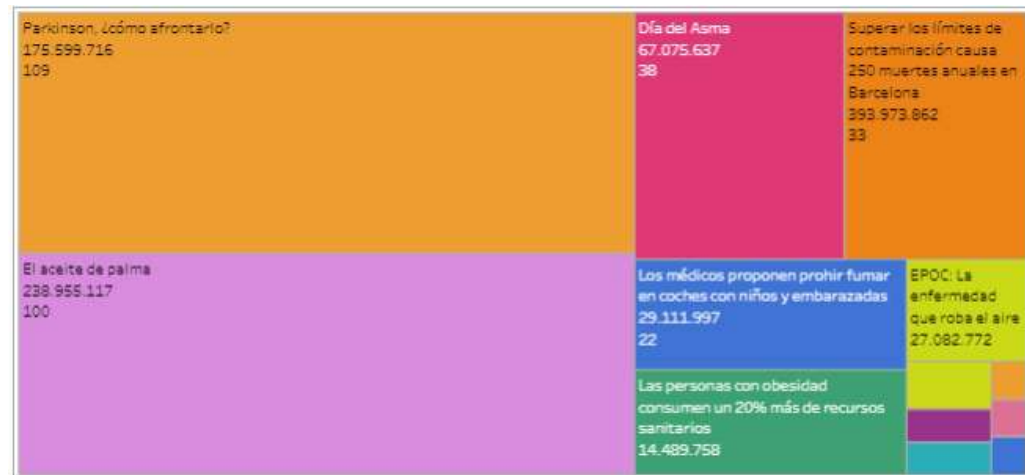 Parkinson, ¿cómo afrontarlo?
175.599.716
109
El aceite de palma
238.955.117
100
Día del Asma
67.075.637
38
Superar los límites de
contaminación causa
250 muertes anuales en
Barcelona
393.973.862
33
Los médicos proponen prohir fumar
en coches con niños y embarazadas
29.111.997
22
EPOC: La
enfermedad
que roba el aire
27.082.772
Las personas con obesidad
consumen un 20% más de recursos
sanitarios
14.489.758